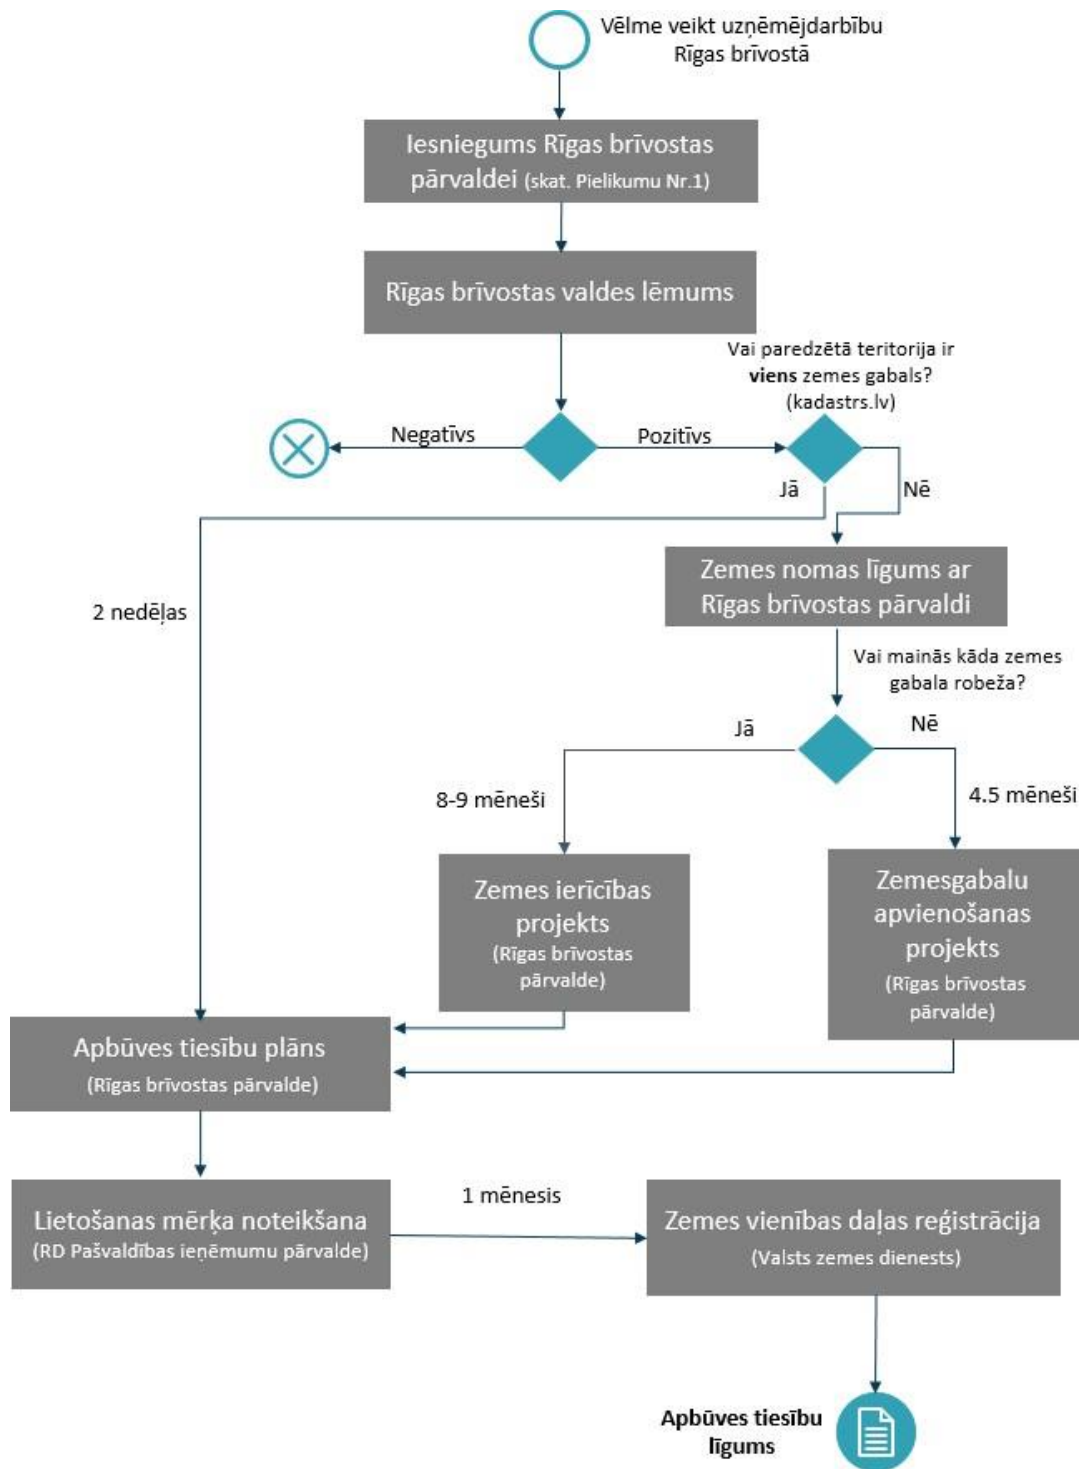 Vēlme veikt uzņēmējdarbību
Rīgas brīvostā
Iesniegums Rīgas brīvostas
pārvaldei (skat. Pielikumu Nr.1)
Rīgas brīvostas valdes lēmums
Vai paredzētā teritorija ir
viens zemes gabals?
(kadastrs.lv)
Negatīvs
Pozitīvs
Jā
Nē
Zemes nomas līgums ar
Rīgas brīvostas pārvaldi
2 nedēļas
Vai mainās kāda zemes
gabala robeža?
Jā
Nē
8-9 mēneši
4.5 mēneši
Zemes ierīcības
projekts
(Rīgas brīvostas
pārvalde)
Zemesgabalu
apvienošanas
projekts
(Rīgas brīvostas
pārvalde)
Apbūves tiesību plāns
(Rīgas brīvostas pārvalde)
Lietošanas mērķa noteikšana
(RD Pašvaldības ieņēmumu pārvalde)
1 mēnesis
Zemes vienības daļas reģistrācija
(Valsts zemes dienests)
Apbūves tiesību
līgums